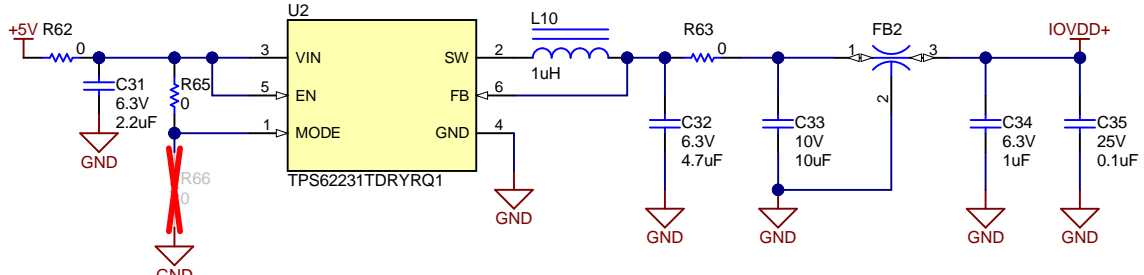 U2
+5V
R62
0
L10
R63
0
FB2
IOVDD+
3
VIN
SW
2
1uH
1
3
C31
6.3V
2.2uF
R65
0
5
EN
FB
6
2
1
MODE
GND
4
C32
6.3V
4.7uF
C33
10V
10uF
C34
6.3V
1uF
C35
25V
0.1uF
GND
R66
0
TPS62231TDRYRQ1
GND
GND
GND
GND
GND
GND